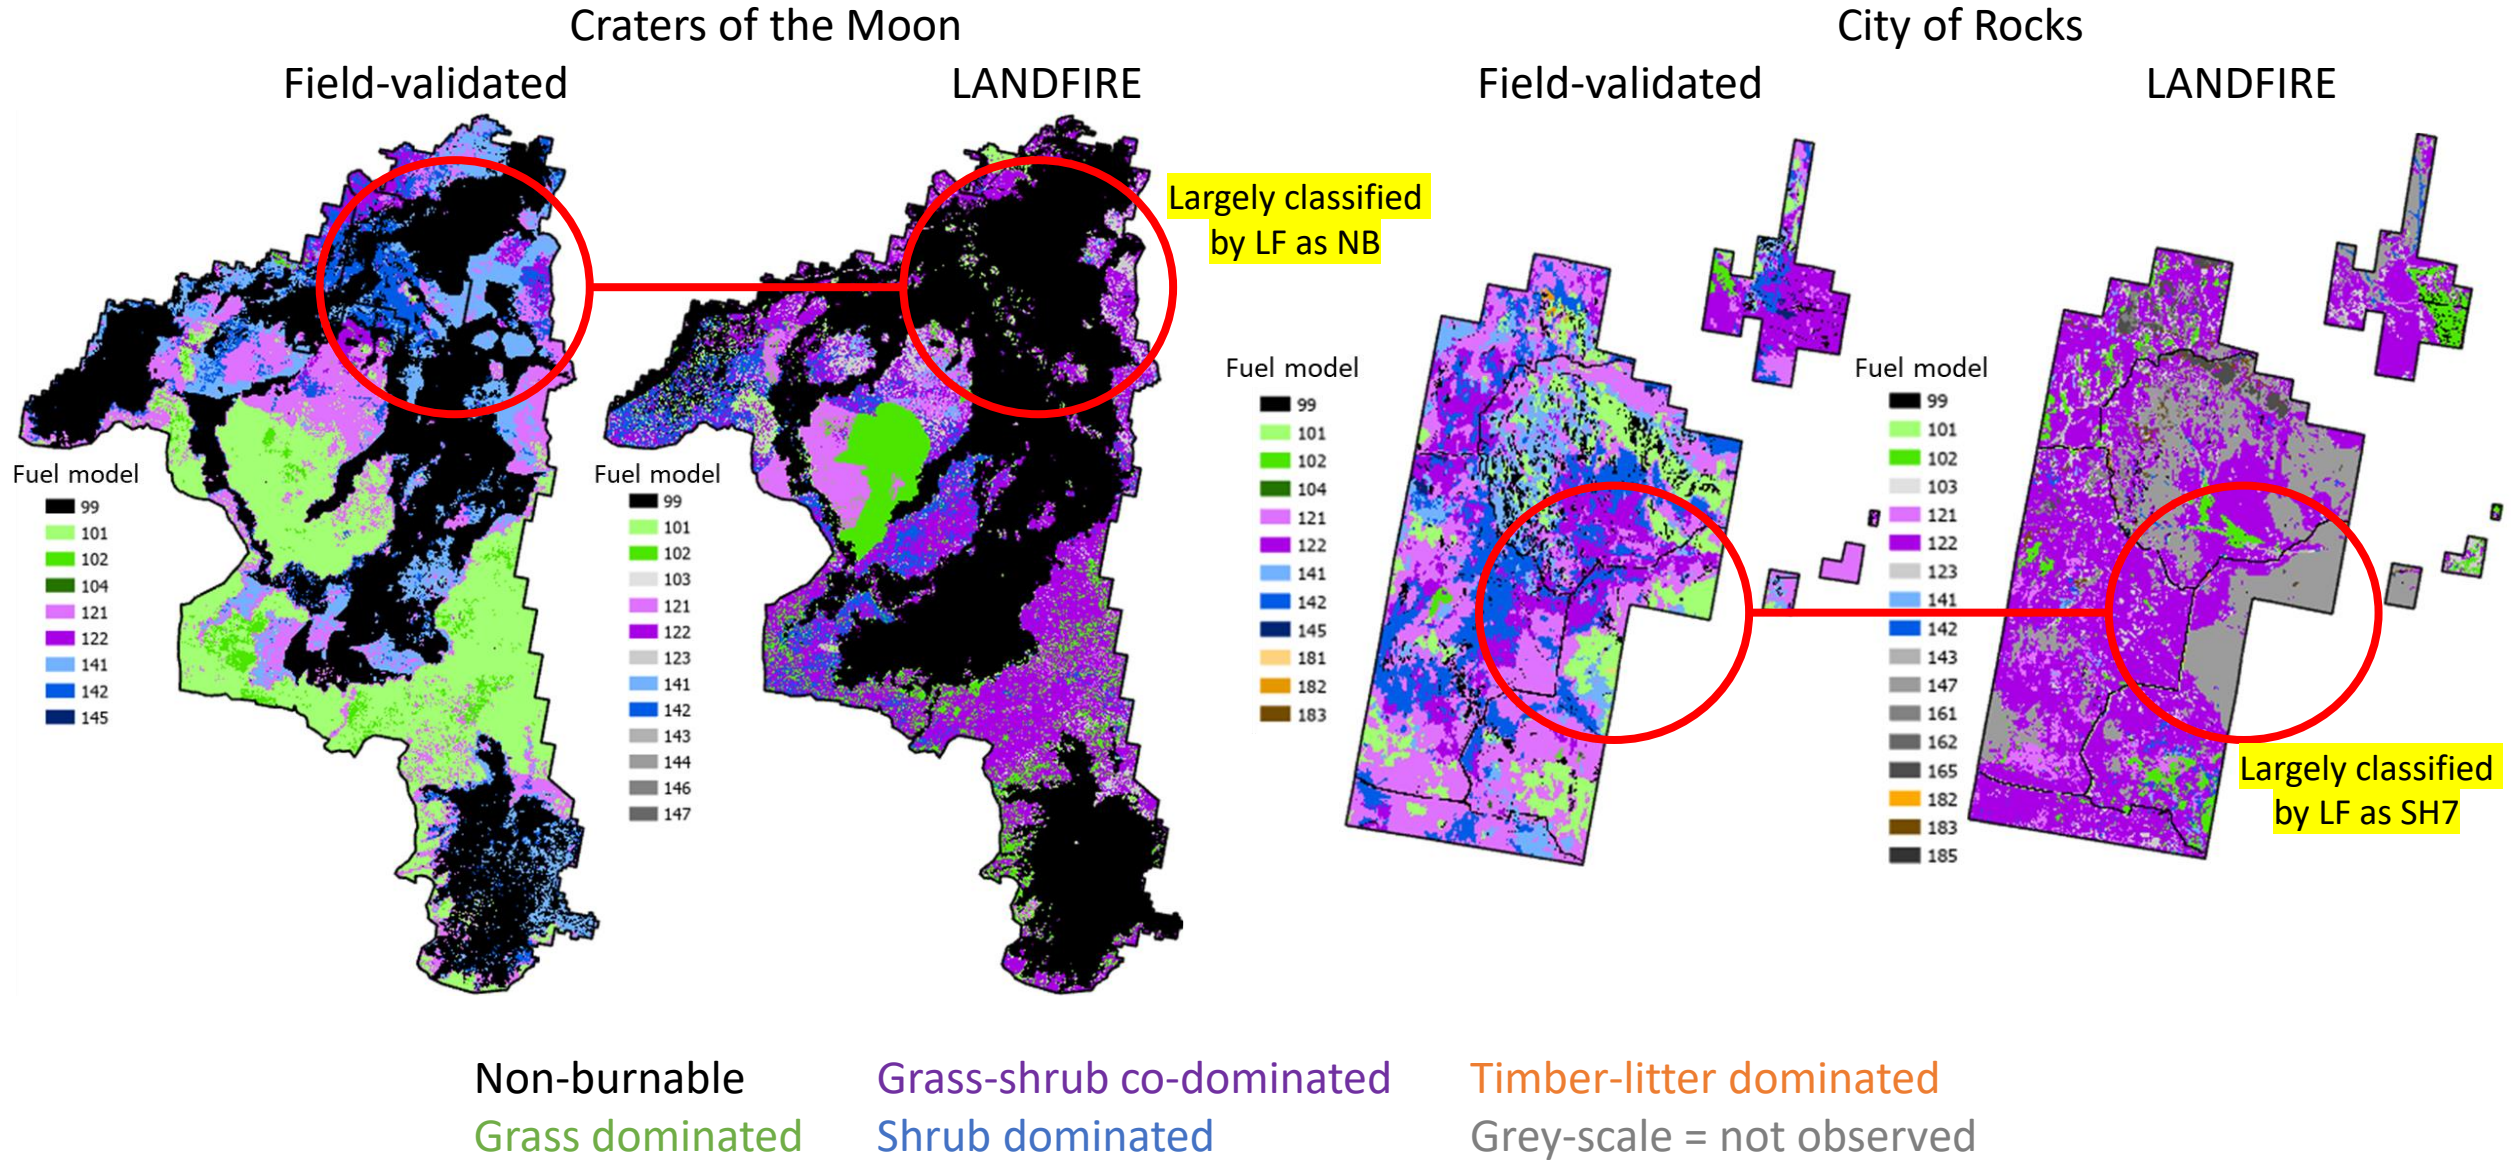 Craters of the Moon
City of Rocks
Field-validated
LANDFIRE
Field-validated
LANDFIRE
Largely classified
by LF as NB
Fuel model
99
101
102
104
121
122
141
142
145
Fuel model
99
101
102
103
121
122
123
141
142
143
144
146
147
Fuel model
99
101
102
104
121
122
141
142
145
181
182
183
Fuel model
99
101
102
103
121
122
123
141
142
143
147
161
162
165
182
183
185
Largely classified
by LF as SH7
Non-burnable
Grass-shrub co-dominated
Timber-litter dominated
Grass dominated
Shrub dominated
Grey-scale = not observed